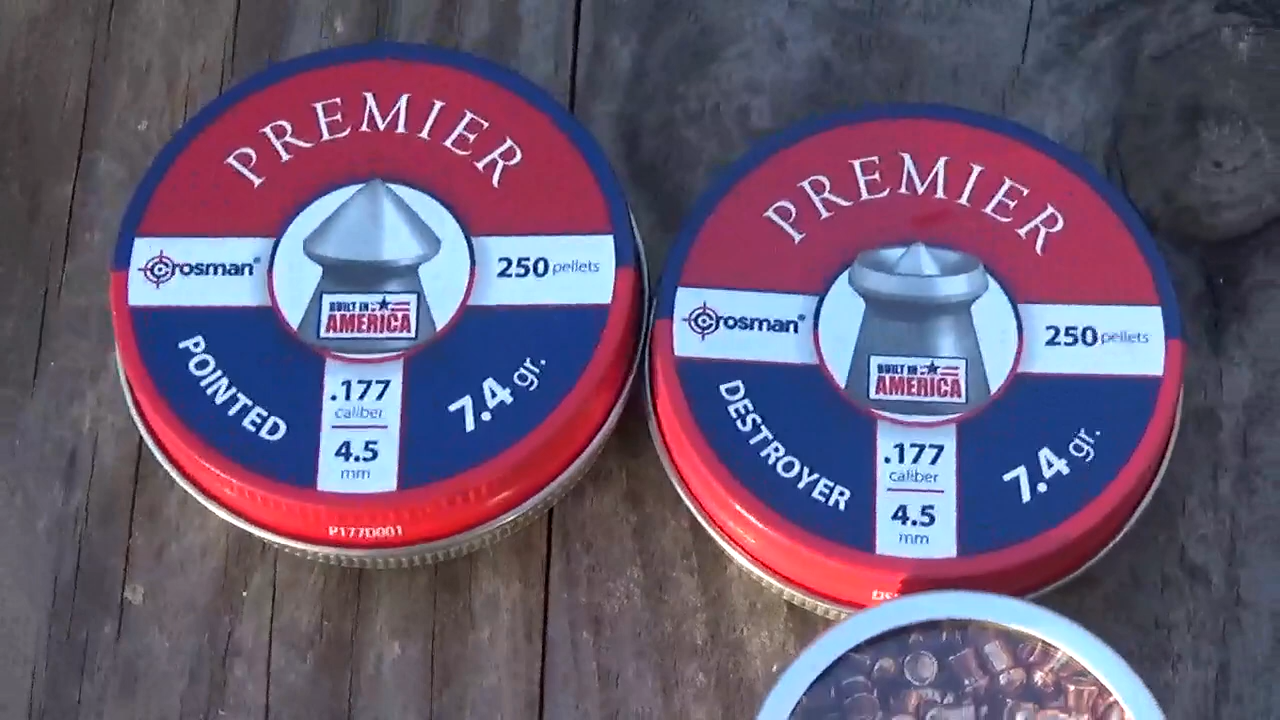 PREMIER
Crosman®
250 pellets
BUILT IN
AMERICA
POINTED
.177
caliber
4.5
mm
7.4 gr.
P177D001
PREMIER
Crosman®
250 pellets
BUILT IN
AMERICA
DESTROYER
.177
caliber
4.5
mm
7.4 gr.